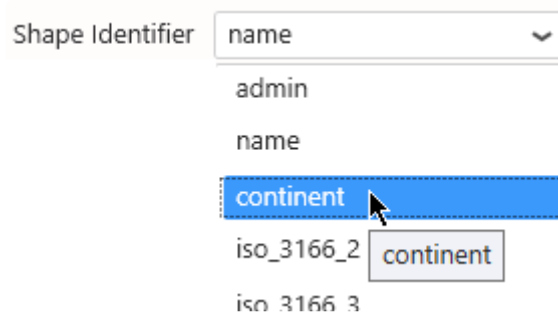 Shape Identifier name
admin
name
continent
iso_3166_2
continent
iso_3166_3